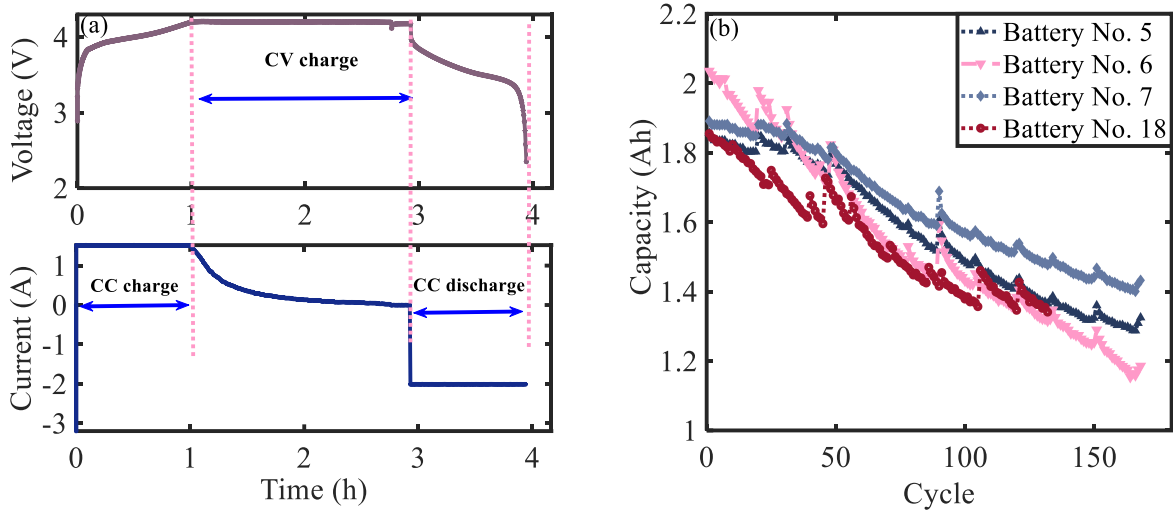 (a)
Voltage (V)
4
3
2
CV charge
0 1 2 3 4
Current (A)
1
0
-1
-2
-3
CC charge
CC discharge
0 1 2 3 4
Time (h)
(b)
Capacity (Ah)
2.2
2
1.8
1.6
1.4
1.2
1
Battery No. 5
Battery No. 6
Battery No. 7
Battery No. 18
0 50 100 150
Cycle